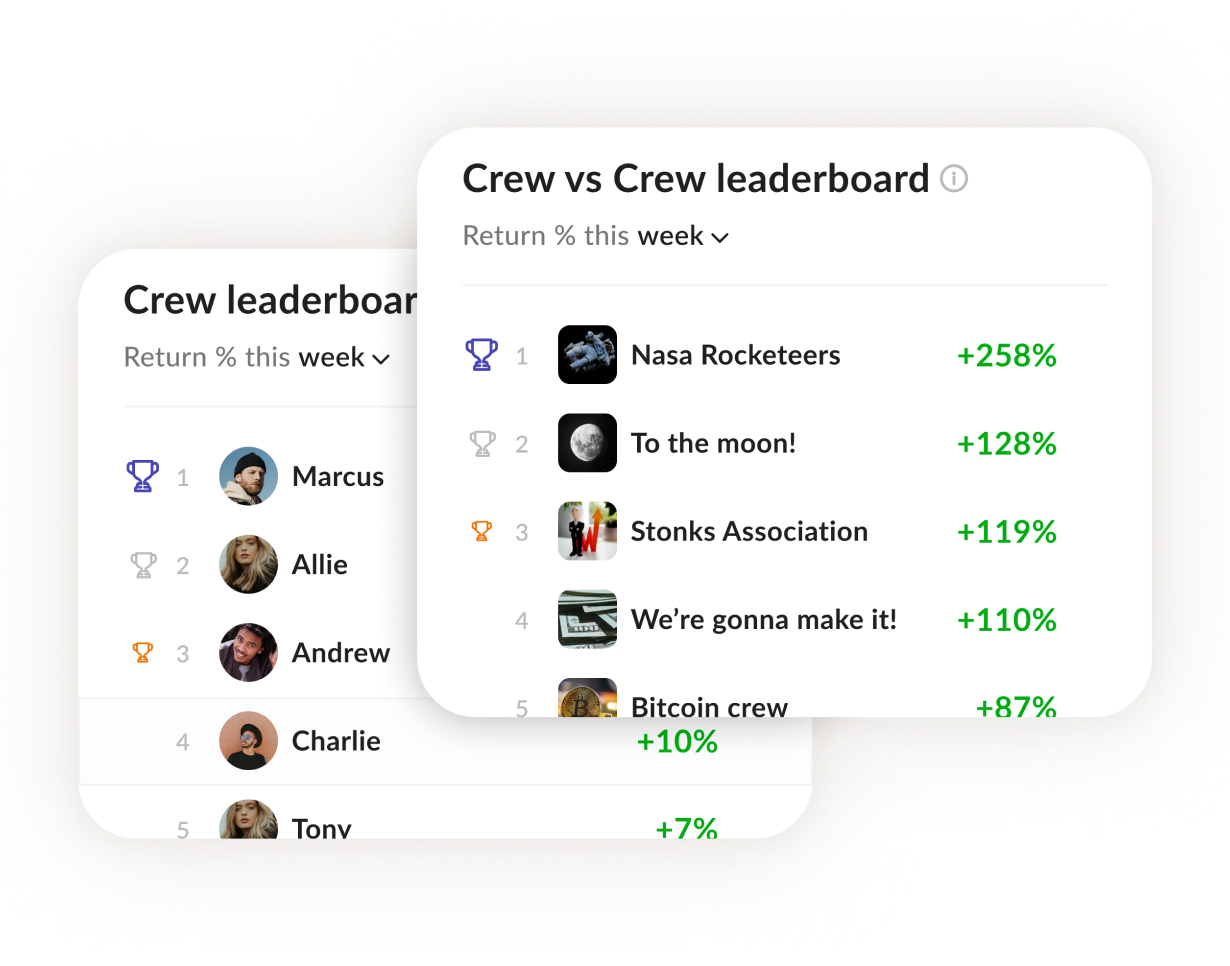 Crew vs Crew leaderboard
Return % this week
1 Nasa Rocketeers +258%
2 To the moon! +128%
3 Stonks Association +119%
4 We’re gonna make it! +110%
5 Bitcoin crew +87%
Crew leaderboar
Return % this week
1 Marcus
2 Allie
3 Andrew
4 Charlie +10%
5 Tony +7%